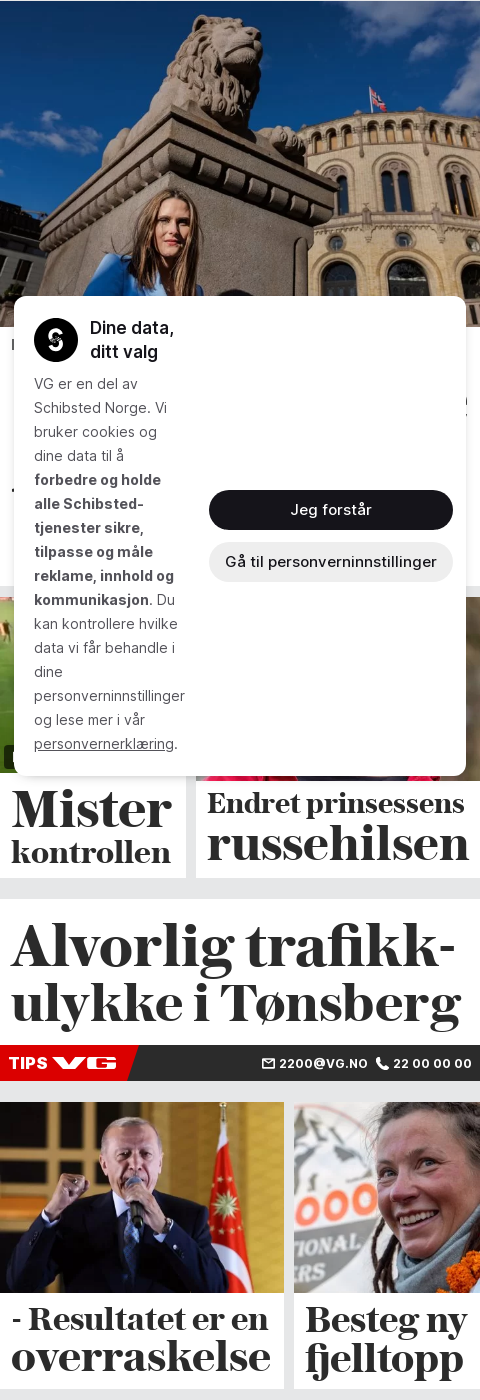 Dine data,
ditt valg
VG er en del av
Schibsted Norge. Vi
bruker cookies og
dine data til å
forbedre og holde
alle Schibsted-
tjenester sikre,
tilpasse og måle
reklame, innhold og
kommunikasjon. Du
kan kontrollere hvilke
data vi får behandle i
dine
personverninnstillinger
og lese mer i vår
personvernerklæring.
Jeg forstår
Gå til personverninnstillinger
Mister
kontrollen
Endret prinsessens
russehilsen
Alvorlig trafikk-
ulykke i Tønsberg
TIPS VG
2200@VG.NO 22 00 00 00
- Resultatet er en
overraskelse
Besteg ny
fjelltopp